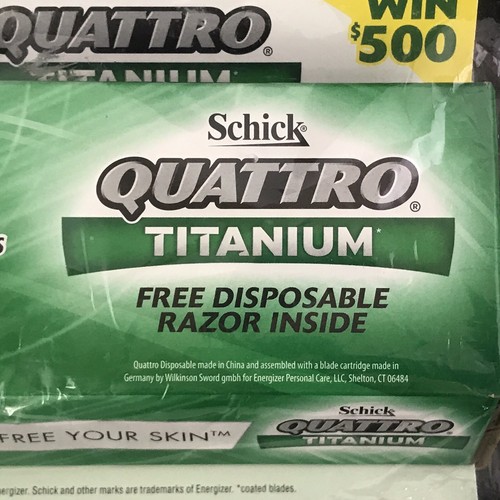 QUATTRO®
TITANIUM
WIN
$500
Schick®
QUATTRO®
TITANIUM*
FREE DISPOSABLE
RAZOR INSIDE
Quattro Disposable made in China and assembled with a blade cartridge made in
Germany by Wilkinson Sword gmbh for Energizer Personal Care, LLC, Shelton, CT 06484
FREE YOUR SKIN™
Schick
QUATTRO
TITANIUM
Schick and other marks are trademarks of Energizer. *coated blades.